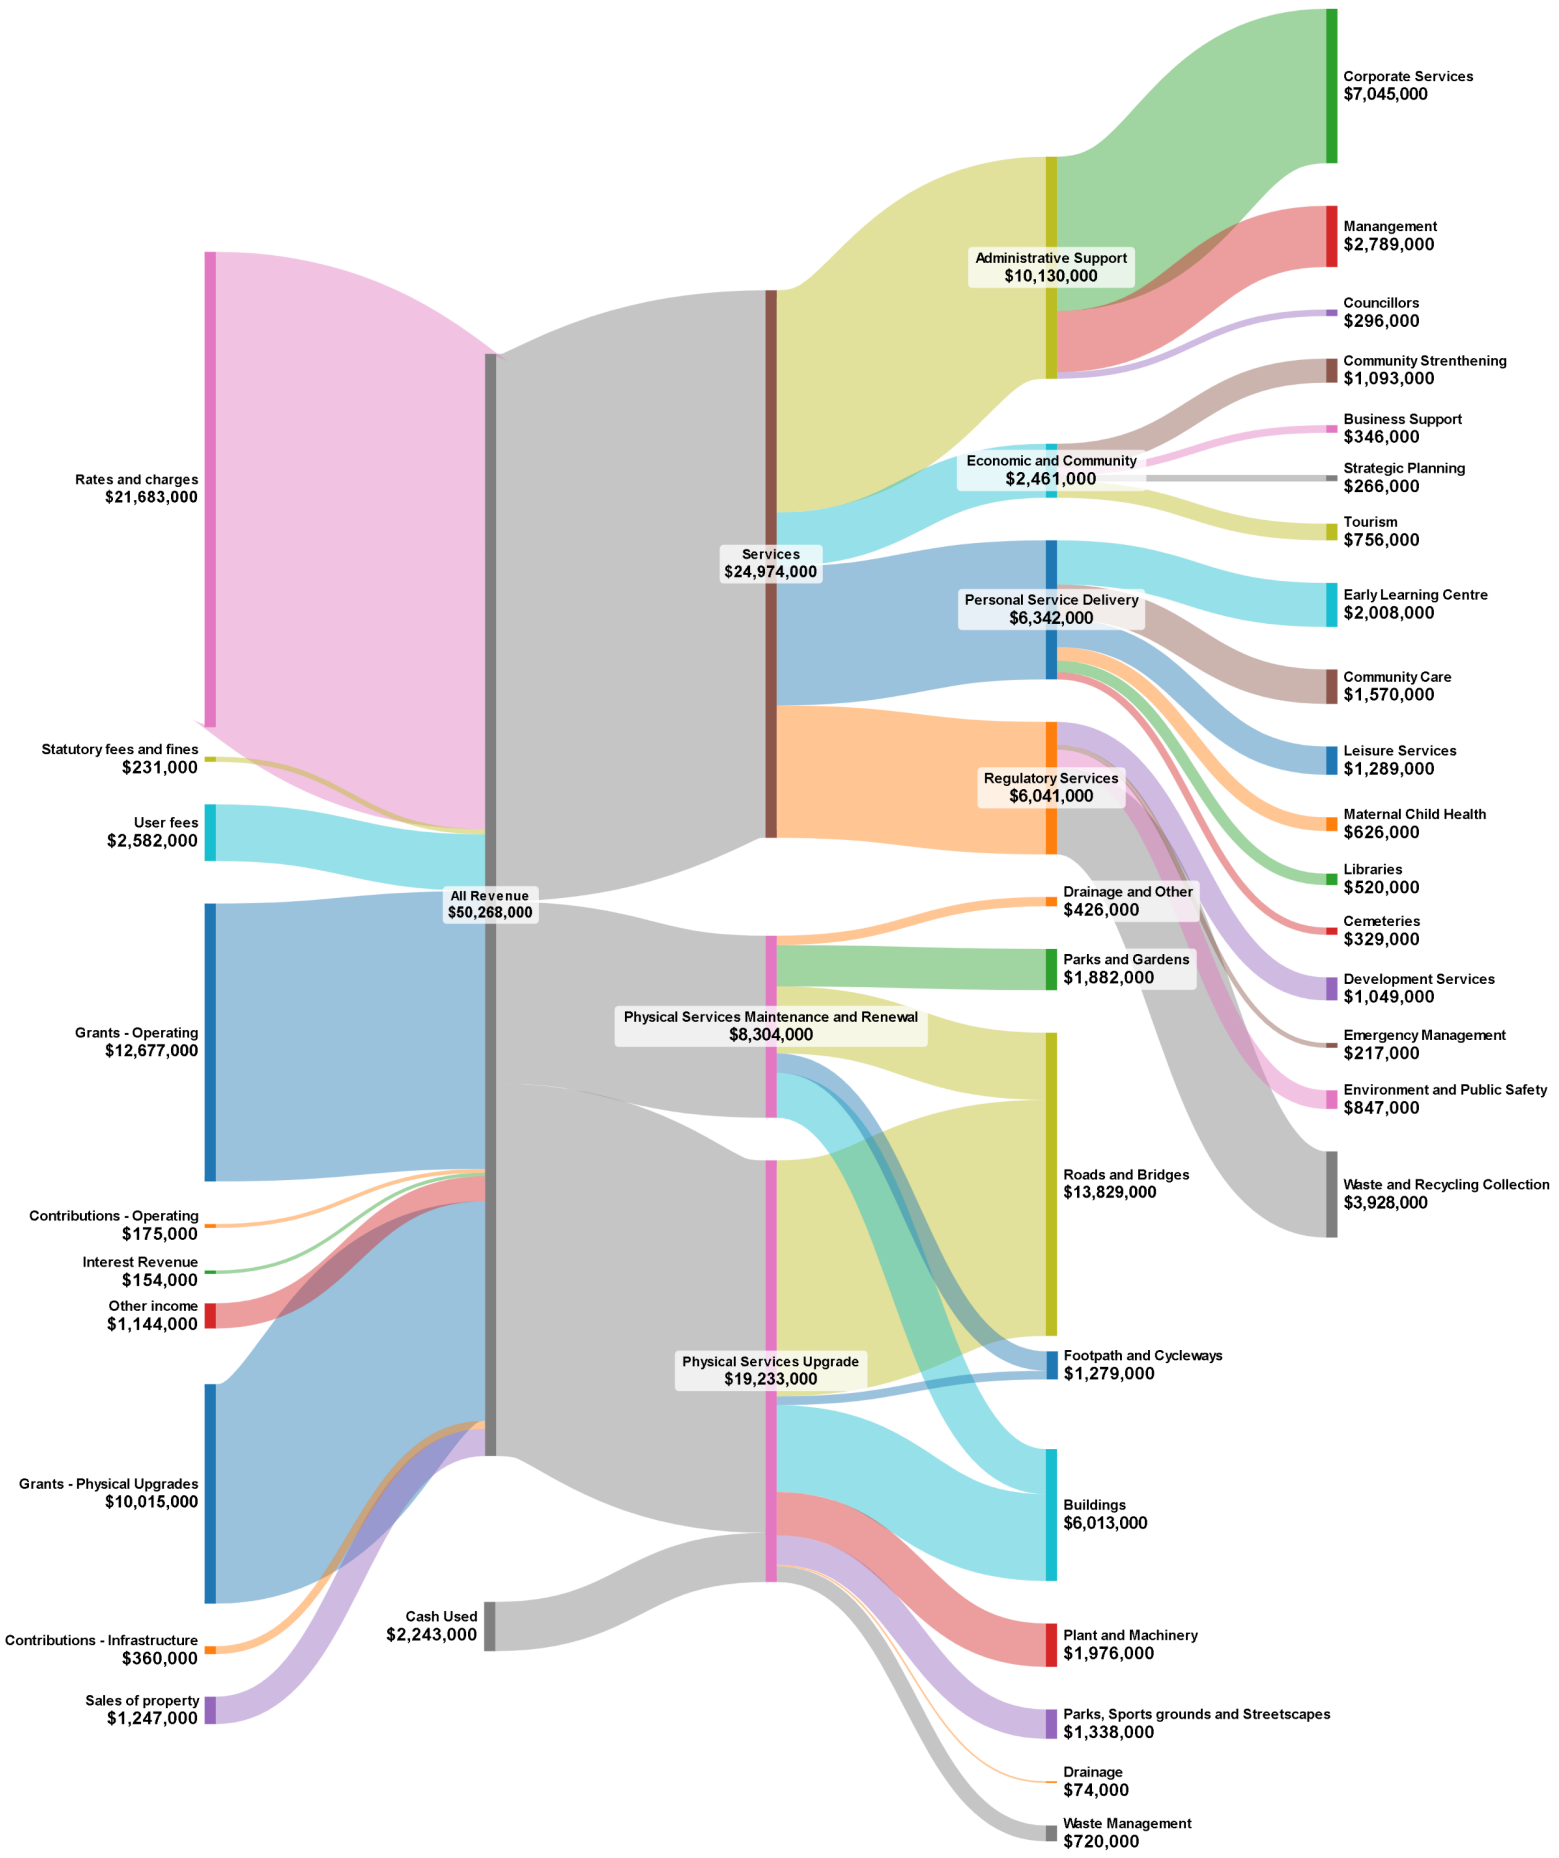 Rates and charges
$21,683,000
Statutory fees and fines
$231,000
User fees
$2,582,000
Grants - Operating
$12,677,000
Contributions - Operating
$175,000
Interest Revenue
$154,000
Other income
$1,144,000
Grants - Physical Upgrades
$10,015,000
Contributions - Infrastructure
$360,000
Sales of property
$1,247,000
All Revenue
$50,268,000
Cash Used
$2,243,000
Services
$24,974,000
Physical Services Maintenance and Renewal
$8,304,000
Physical Services Upgrade
$19,233,000
Administrative Support
$10,130,000
Economic and Community
$2,461,000
Personal Service Delivery
$6,342,000
Regulatory Services
$6,041,000
Drainage and Other
$426,000
Parks and Gardens
$1,882,000
Roads and Bridges
$13,829,000
Footpath and Cycleways
$1,279,000
Buildings
$6,013,000
Plant and Machinery
$1,976,000
Parks, Sports grounds and Streetscapes
$1,338,000
Drainage
$74,000
Waste Management
$720,000
Corporate Services
$7,045,000
Manangement
$2,789,000
Councillors
$296,000
Community Strenthening
$1,093,000
Business Support
$346,000
Strategic Planning
$266,000
Tourism
$756,000
Early Learning Centre
$2,008,000
Community Care
$1,570,000
Leisure Services
$1,289,000
Maternal Child Health
$626,000
Libraries
$520,000
Cemeteries
$329,000
Development Services
$1,049,000
Emergency Management
$217,000
Environment and Public Safety
$847,000
Waste and Recycling Collection
$3,928,000